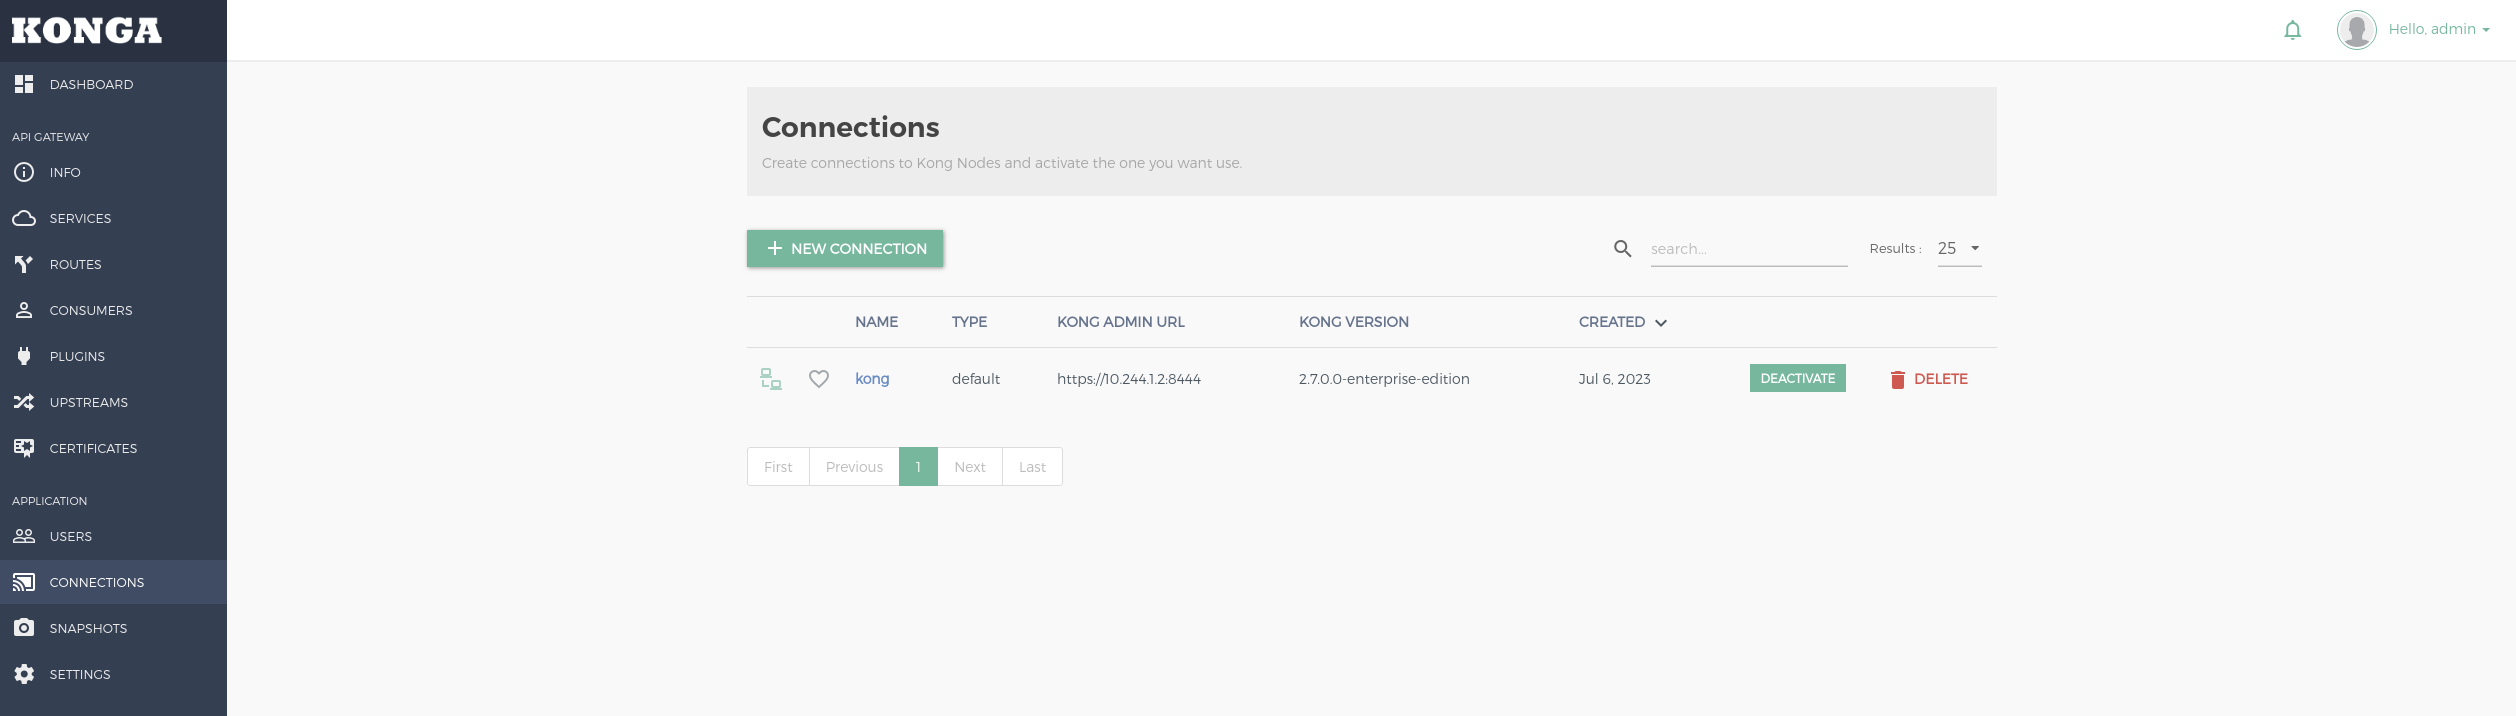 KONGA
Hello, admin
DASHBOARD
API GATEWAY
INFO
SERVICES
ROUTES
CONSUMERS
PLUGINS
UPSTREAMS
CERTIFICATES
APPLICATION
USERS
CONNECTIONS
SNAPSHOTS
SETTINGS
Connections
Create connections to Kong Nodes and activate the one you want use.
NEW CONNECTION search... Results : 25
NAME TYPE KONG ADMIN URL KONG VERSION CREATED
kong default https://10.244.1.2:8444 2.7.0.0-enterprise-edition Jul 6, 2023 DEACTIVATE DELETE
First Previous 1 Next Last